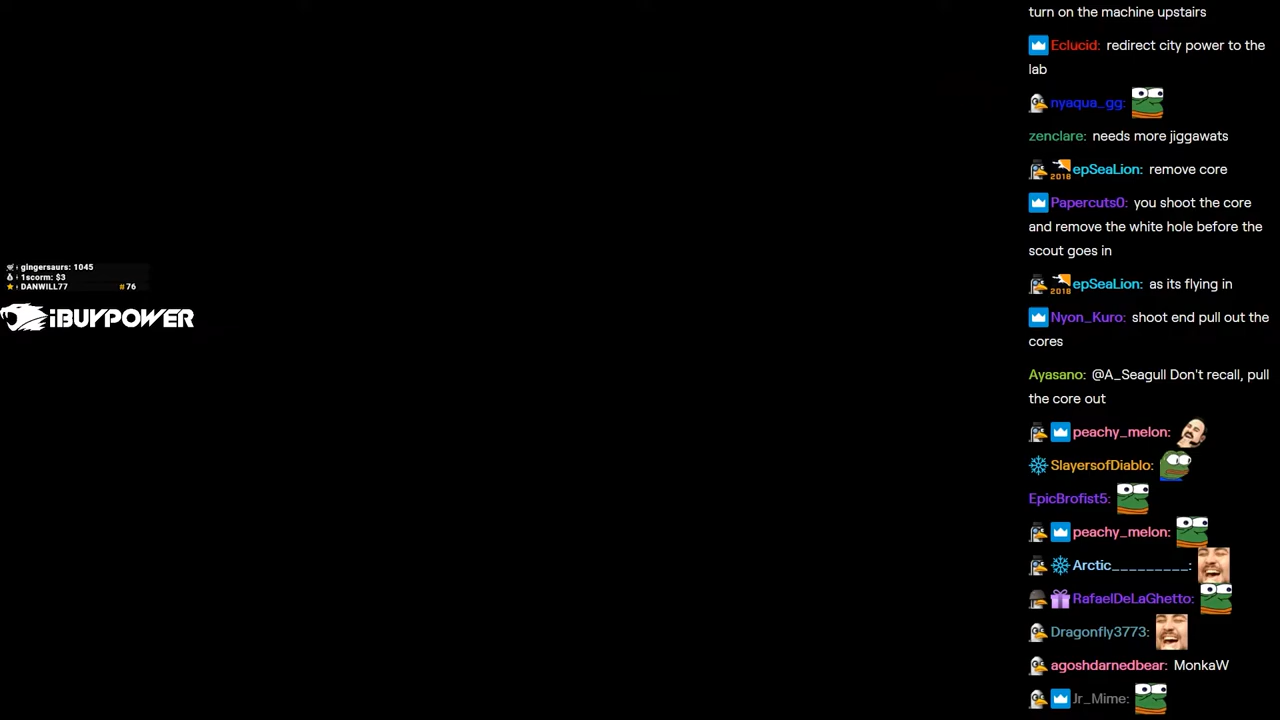 turn on the machine upstairs
Eclucid: redirect city power to the
lab
nyaqua_gg:
zenclare: needs more jiggawats
2018 epSeaLion: remove core
Papercuts0: you shoot the core
and remove the white hole before the
scout goes in
2018 epSeaLion: as its flying in
Nyon_Kuro: shoot end pull out the
cores
Ayasano: @A_Seagull Don't recall, pull
the core out
peachy_melon:
SlayersofDiablo:
EpicBrofist5:
peachy_melon:
Arctic_________:
RafaelDeLaGhetto:
Dragonfly3773:
agoshdarnedbear: MonkaW
Jr_Mime:
gingersaurs: 1045
1scorm: $3
DANWILL77 #76
iBUYPOWER